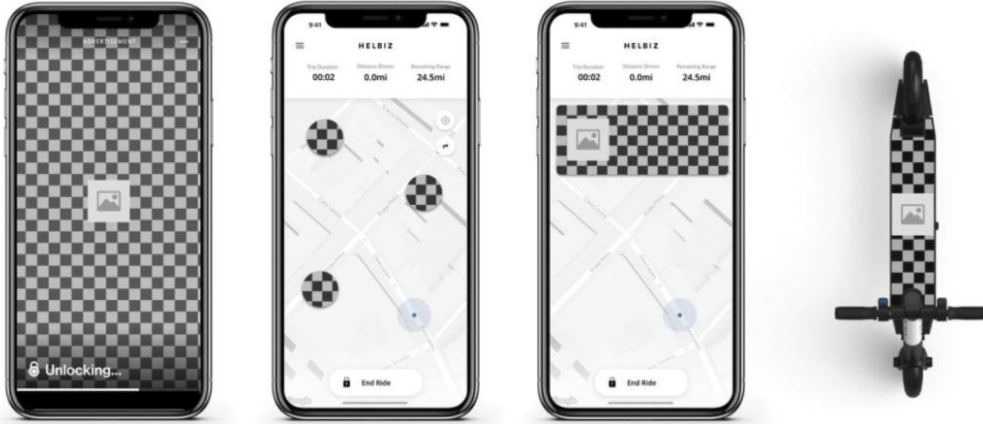 ADVERTISEMENT
Unlocking...
9:41
HELBIZ
Trip Duration Distance Driven Remaining Range
00:02 0.0mi 24.5mi
End Ride
9:41
HELBIZ
Trip Duration Distance Driven Remaining Range
00:02 0.0mi 24.5mi
End Ride